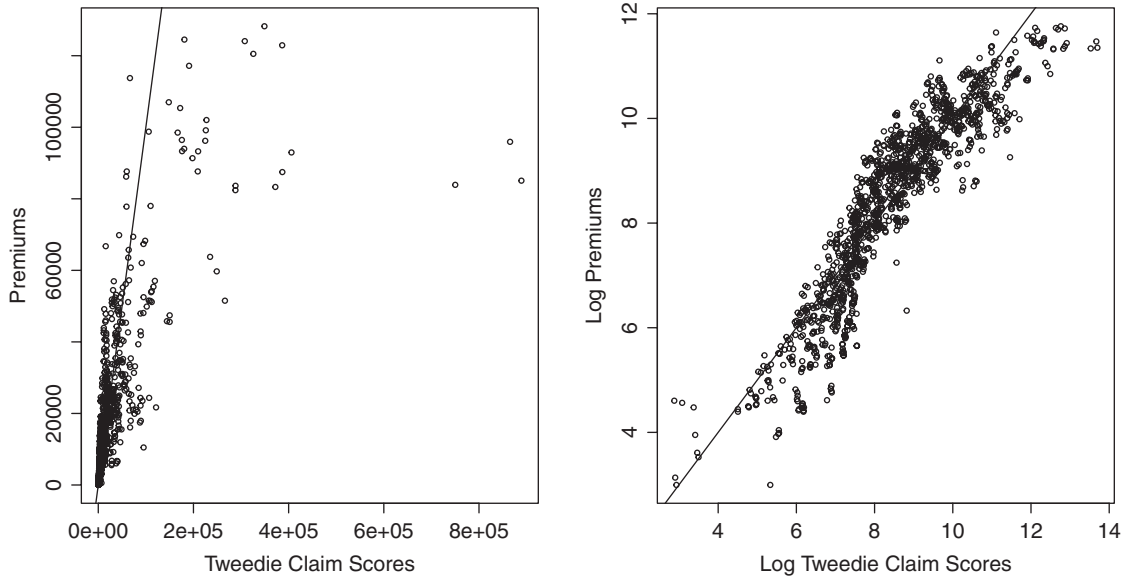 Premiums
100000
60000
20000
0
0e+00 2e+05 4e+05 6e+05 8e+05
Tweedie Claim Scores
Log Premiums
12
10
8
6
4
4 6 8 10 12 14
Log Tweedie Claim Scores